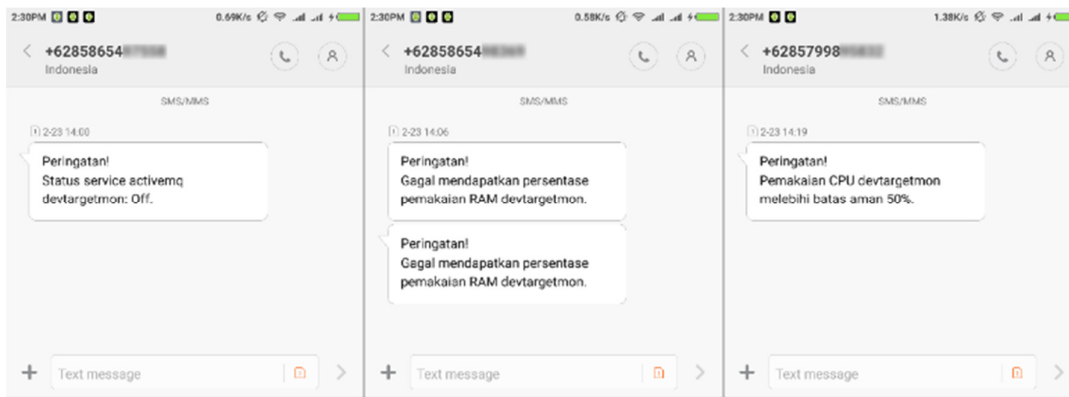 2:30PM
0.69K/s
+62858654
Indonesia
SMS/MMS
2-23 14:00
Peringatan!
Status service activemq
devtargetmon: Off.
Text message
2:30PM
0.58K/s
+62858654
Indonesia
SMS/MMS
2-23 14:06
Peringatan!
Gagal mendapatkan persentase
pemakaian RAM devtargetmon.
Peringatan!
Gagal mendapatkan persentase
pemakaian RAM devtargetmon.
Text message
2:30PM
1.38K/s
+62857998
Indonesia
SMS/MMS
2-23 14:19
Peringatan!
Pemakaian CPU devtargetmon
melebihi batas aman 50%.
Text message